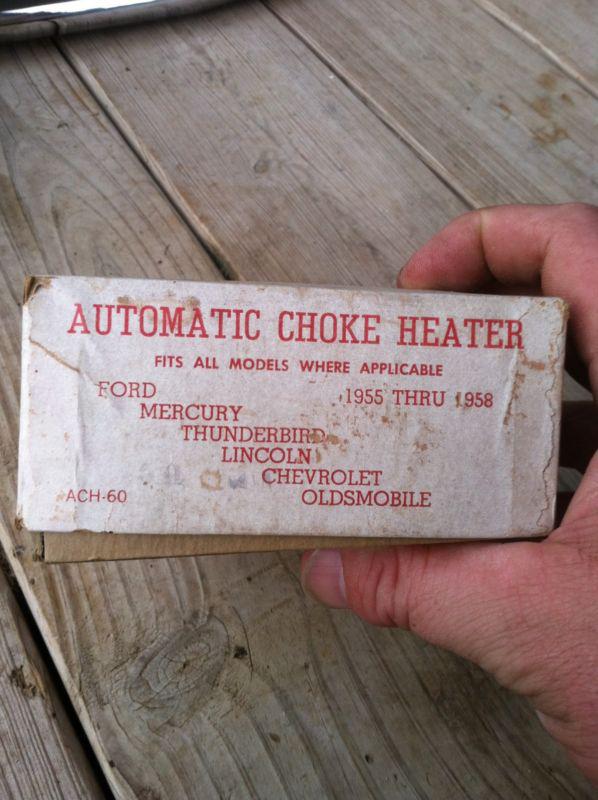 AUTOMATIC CHOKE HEATER
FITS ALL MODELS WHERE APPLICABLE
FORD 1955 THRU 1958
MERCURY
THUNDERBIRD
LINCOLN
CHEVROLET
ACH-60 OLDSMOBILE